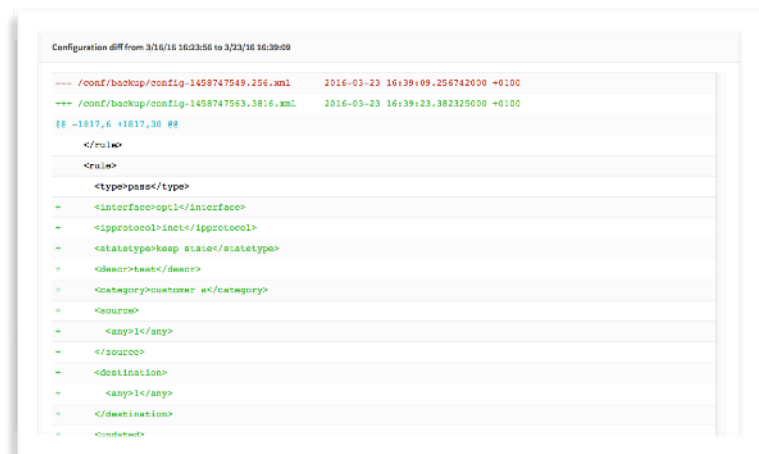 Configuration diff from 3/16/16 16:23:56 to 3/23/16 16:39:09
--- /conf/backup/config-1458747549.256.xml 2016-03-23 16:39:09.256742000 +0100
+++ /conf/backup/config-1458747563.3816.xml 2016-03-23 16:39:23.382325000 +0100
@@ -1817,6 +1817,30 @@
</rule>
<rule>
<type>pass</type>
+ <interface>opt1</interface>
+ <ipprotocol>inet</ipprotocol>
+ <statetype>keep state</statetype>
+ <descr>test</descr>
+ <category>customer a</category>
+ <source>
+ <any>1</any>
+ </source>
+ <destination>
+ <any>1</any>
+ </destination>
+ <updated>